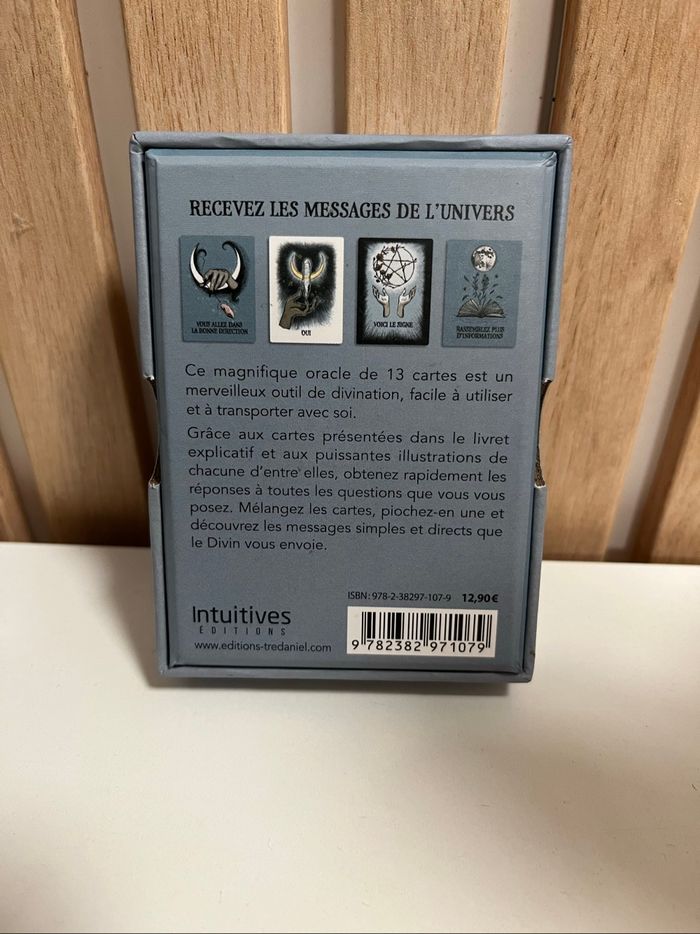 RECEVEZ LES MESSAGES DE L'UNIVERS
VOUS ALLEZ DANS
LA BONNE DIRECTION
OUI
VOICI LE SIGNE
RASSEMBLEZ PLUS
D'INFORMATIONS
Ce magnifique oracle de 13 cartes est un
merveilleux outil de divination, facile à utiliser
et à transporter avec soi.
Grâce aux cartes présentées dans le livret
explicatif et aux puissantes illustrations de
chacune d'entre elles, obtenez rapidement les
réponses à toutes les questions que vous vous
posez. Mélangez les cartes, piochez-en une et
découvrez les messages simples et directs que
le Divin vous envoie.
ISBN : 978-2-38297-107-9 12,90 €
Intuitives
ÉDITIONS
www.editions-tredaniel.com
9 782382 971079